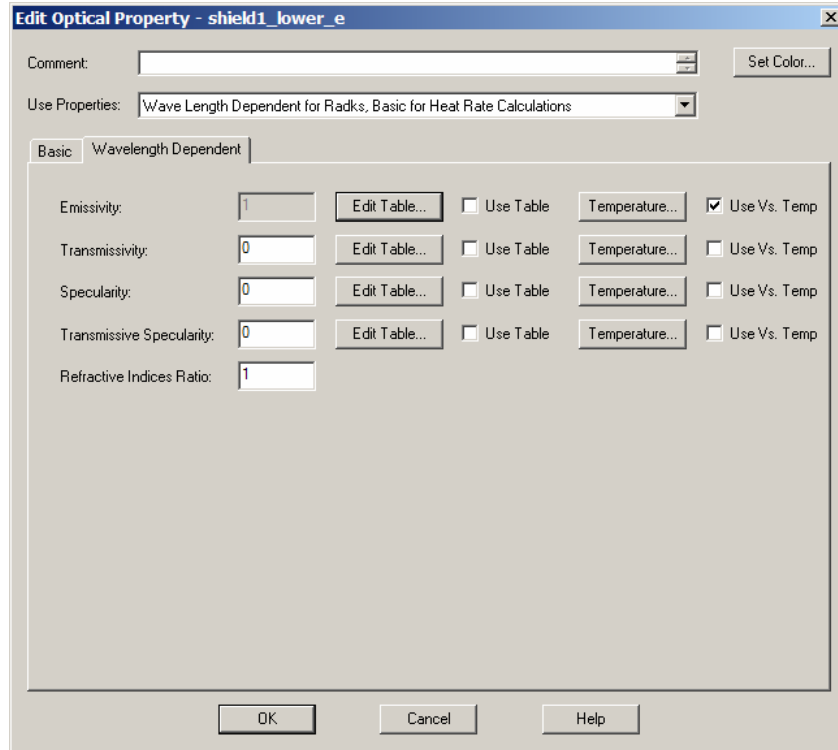 Edit Optical Property - shield1_lower_e
Comment: Set Color...
Use Properties: Wave Length Dependent for Radks, Basic for Heat Rate Calculations
Basic Wavelength Dependent
Emissivity: 1 Edit Table... Use Table Temperature... Use Vs. Temp
Transmissivity: 0 Edit Table... Use Table Temperature... Use Vs. Temp
Specularity: 0 Edit Table... Use Table Temperature... Use Vs. Temp
Transmissive Specularity: 0 Edit Table... Use Table Temperature... Use Vs. Temp
Refractive Indices Ratio: 1
OK Cancel Help